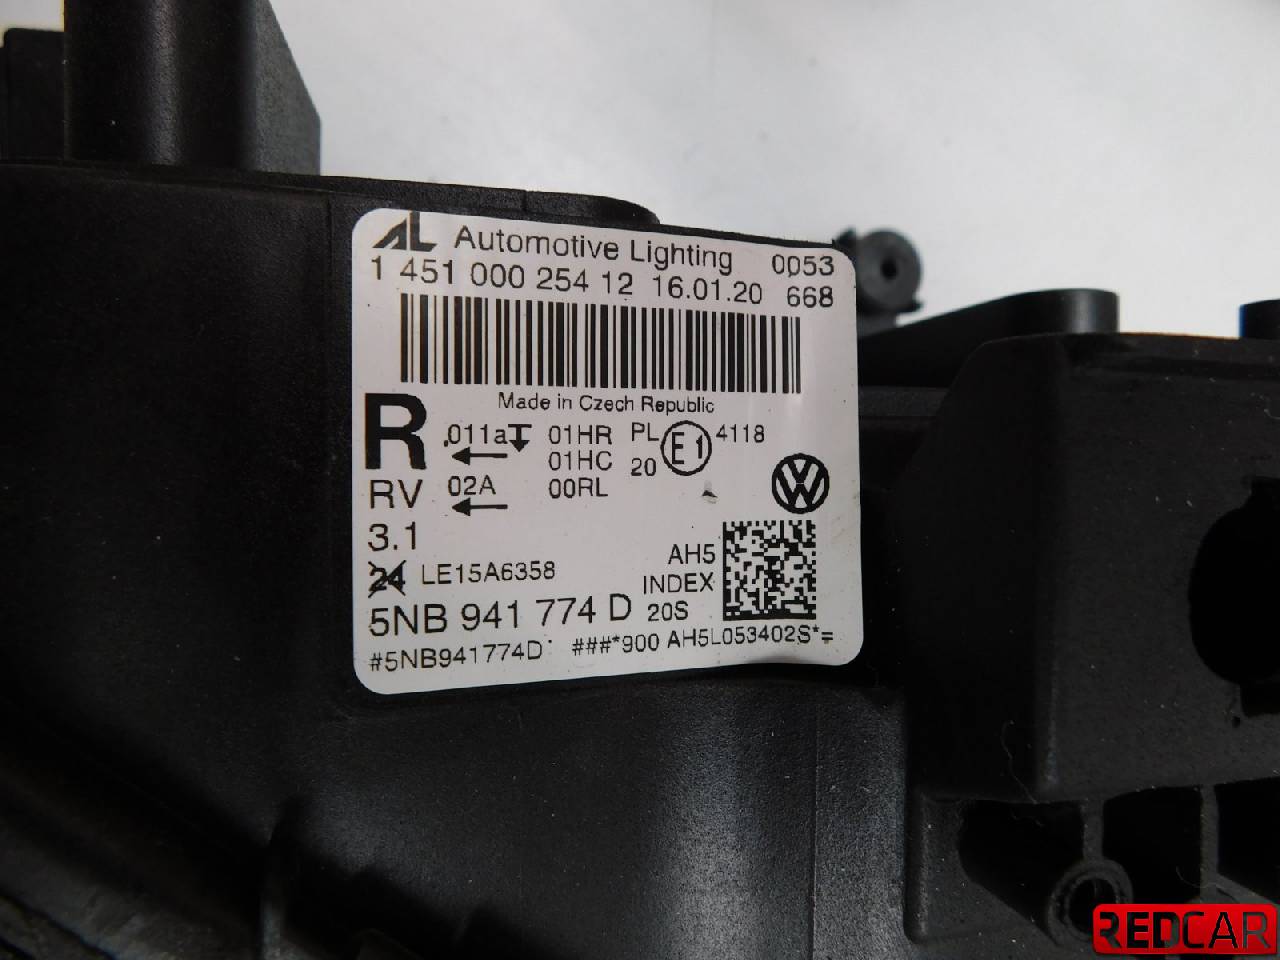 AL Automotive Lighting 0053
1 451 000 254 12 16.01.20 668
Made in Czech Republic
R 011a 01HR PL E1 4118
01HC 20
RV 02A 00RL
3.1
24 LE15A6358 AH5
INDEX
5NB 941 774 D 20S
#5NB941774D ###*900 AH5L053402S*=
REDCAR